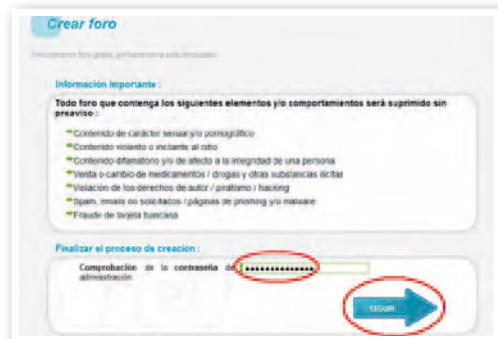 Crear foro
Información importante :
Todo foro que contenga los siguientes elementos y/o comportamientos será suprimido sin
preaviso :
Contenido de carácter sexual y/o pornográfico
Contenido violento o incitante al odio
Contenido difamatorio y/o de afecto a la integridad de una persona
Venta o cambio de medicamentos / drogas y otras substancias ilícitas
Violación de los derechos de autor / piratismo / hacking
Spam, emails no solicitados / páginas de phishing y/o malware
Fraude de tarjeta bancaria
Finalizar el proceso de creación :
Comprobación de la contraseña de
administración
SEGUIR